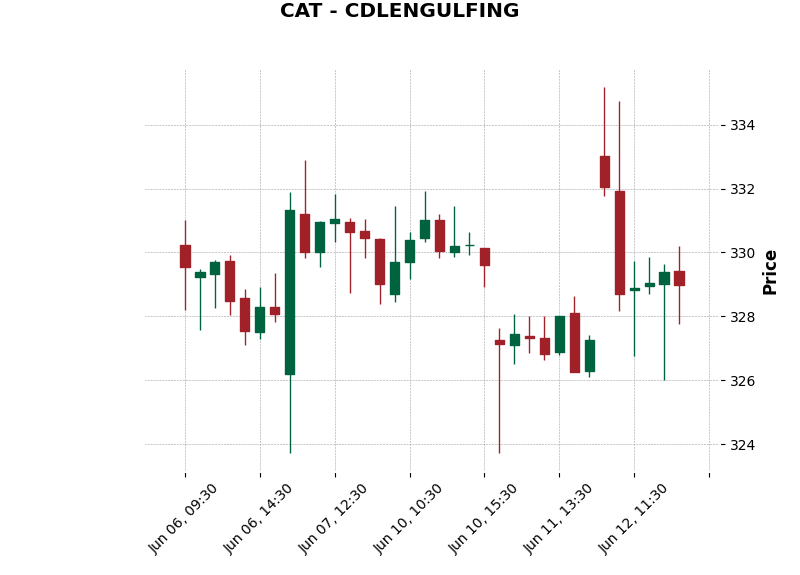 CAT - CDLENGULFING
334
332
330
328
326
324
Price
Jun 06, 09:30
Jun 06, 14:30
Jun 07, 12:30
Jun 10, 10:30
Jun 10, 15:30
Jun 11, 13:30
Jun 12, 11:30